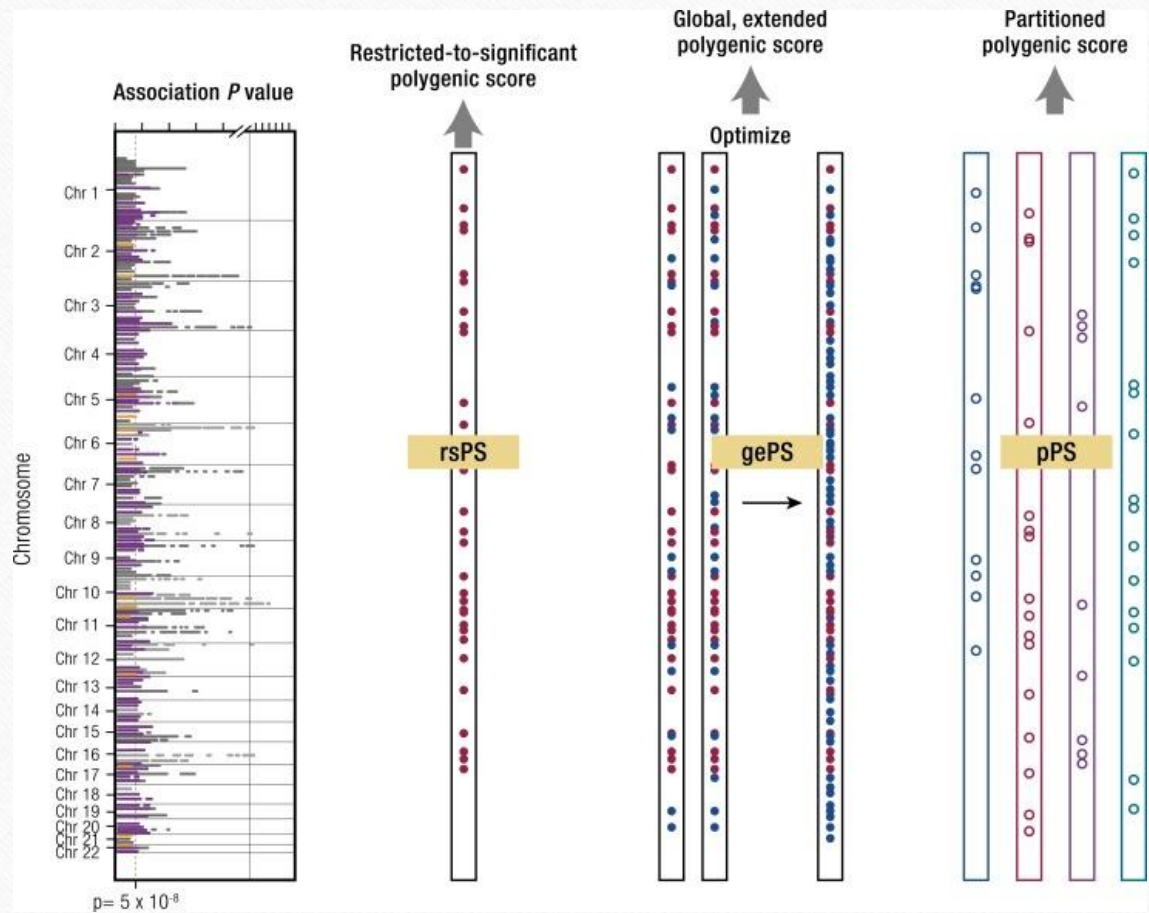 Association P value
Restricted-to-significant
polygenic score
Global, extended
polygenic score
Optimize
Partitioned
polygenic score
Chromosome
Chr 1
Chr 2
Chr 3
Chr 4
Chr 5
Chr 6
Chr 7
Chr 8
Chr 9
Chr 10
Chr 11
Chr 12
Chr 13
Chr 14
Chr 15
Chr 16
Chr 17
Chr 18
Chr 19
Chr 20
Chr 21
Chr 22
p= 5 x 10⁻⁸
rsPS
gePS
pPS